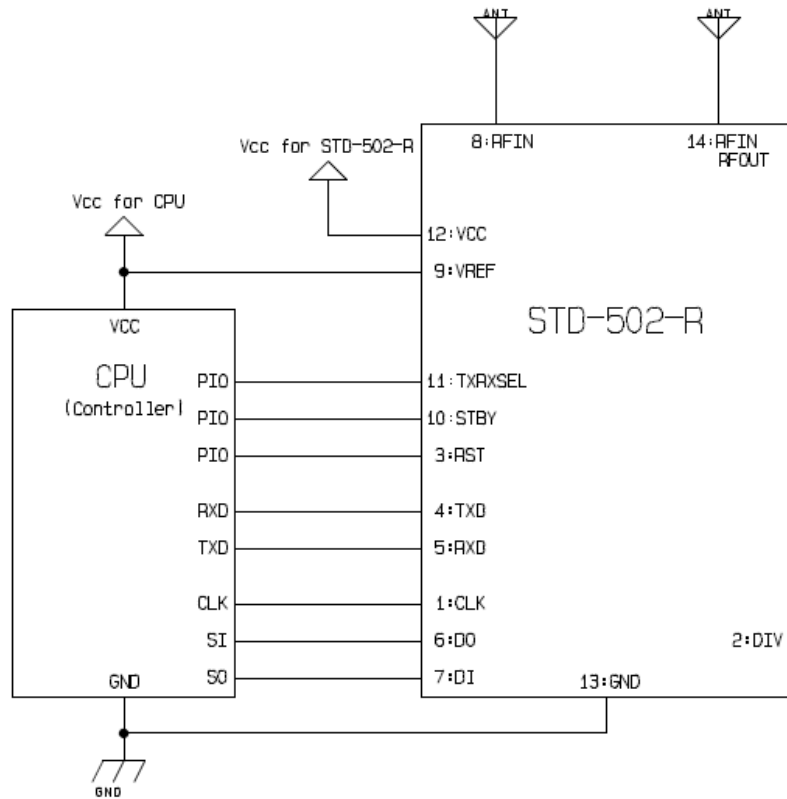 ANT
ANT
8:RFIN
14:RFIN
RFOUT
Vcc for STD-502-R
Vcc for CPU
12:VCC
9:VREF
STD-502-R
VCC
CPU
(Controller)
PIO
11:TXRXSEL
PIO
10:STBY
PIO
3:RST
RXD
4:TXD
TXD
5:RXD
CLK
1:CLK
SI
6:DO
2:DIV
SO
7:DI
GND
13:GND
GND